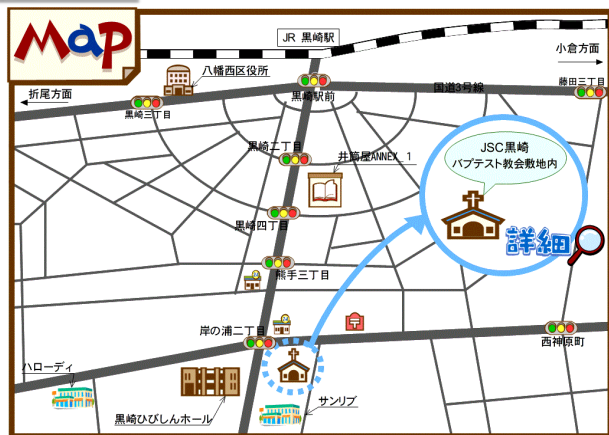 Map
JR 黒崎駅
小倉方面
八幡西区役所
折尾方面
黒崎三丁目
黒崎駅前
国道3号線
藤田三丁目
黒崎二丁目
井筒屋ANNEX_1
JSC黒崎
バプテスト教会敷地内
黒崎四丁目
詳細
熊手三丁目
岸の浦二丁目
西神原町
ハローデイ
黒崎ひびしんホール
サンリブ